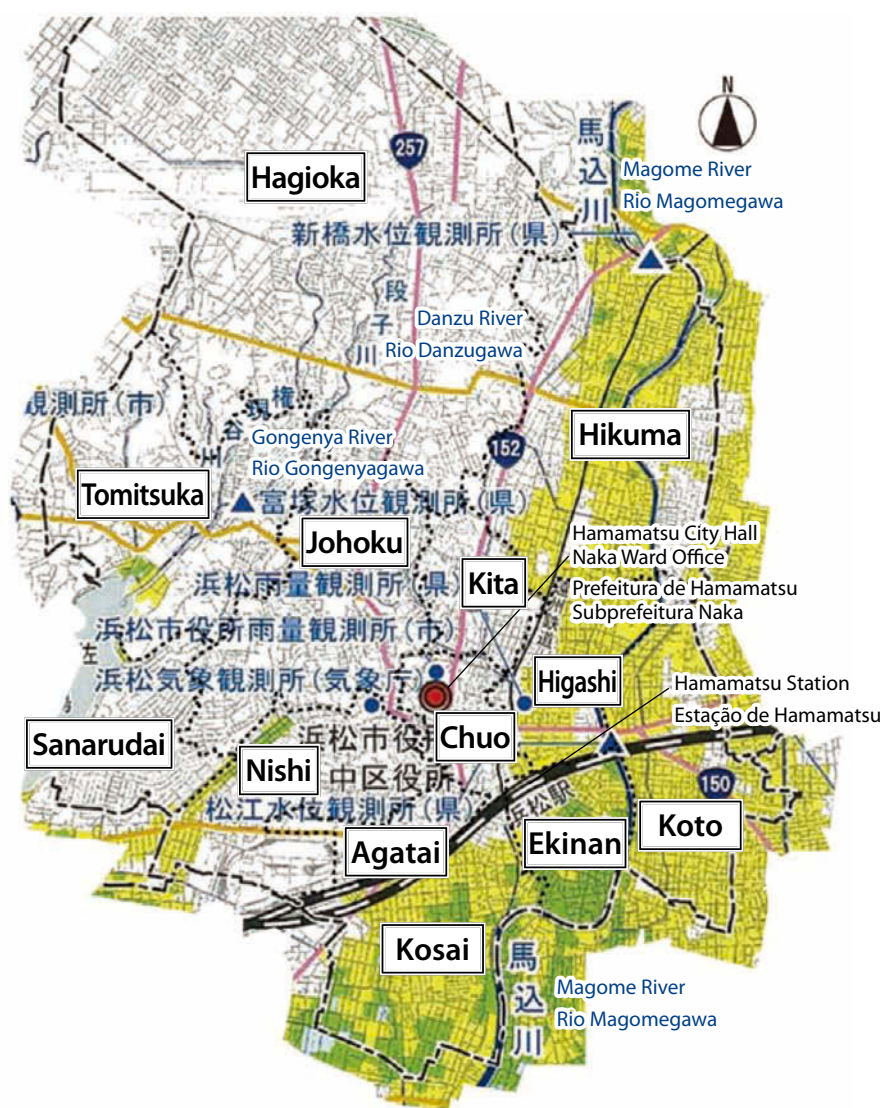 N
257
馬込川
Magome River
Rio Magomegawa
Hagioka
新橋水位観測所(県)
段子川
Danzu River
Rio Danzugawa
観測所(市)
権現谷川
152
Hikuma
Gongenya River
Rio Gongenyagawa
Tomitsuka
富塚水位観測所(県)
Johoku
Hamamatsu City Hall
Naka Ward Office
Kita
浜松雨量観測所(県)
Prefeitura de Hamamatsu
Subprefeitura Naka
浜松市役所雨量観測所(市)
左
浜松気象観測所(気象庁)
Higashi
Hamamatsu Station
Estação de Hamamatsu
Sanarudai
浜松市役所
Chuo
Nishi
中区役所
150
松江水位観測所(県)
浜松駅
Koto
Agatai
Ekinan
Kosai
馬込川
Magome River
Rio Magomegawa